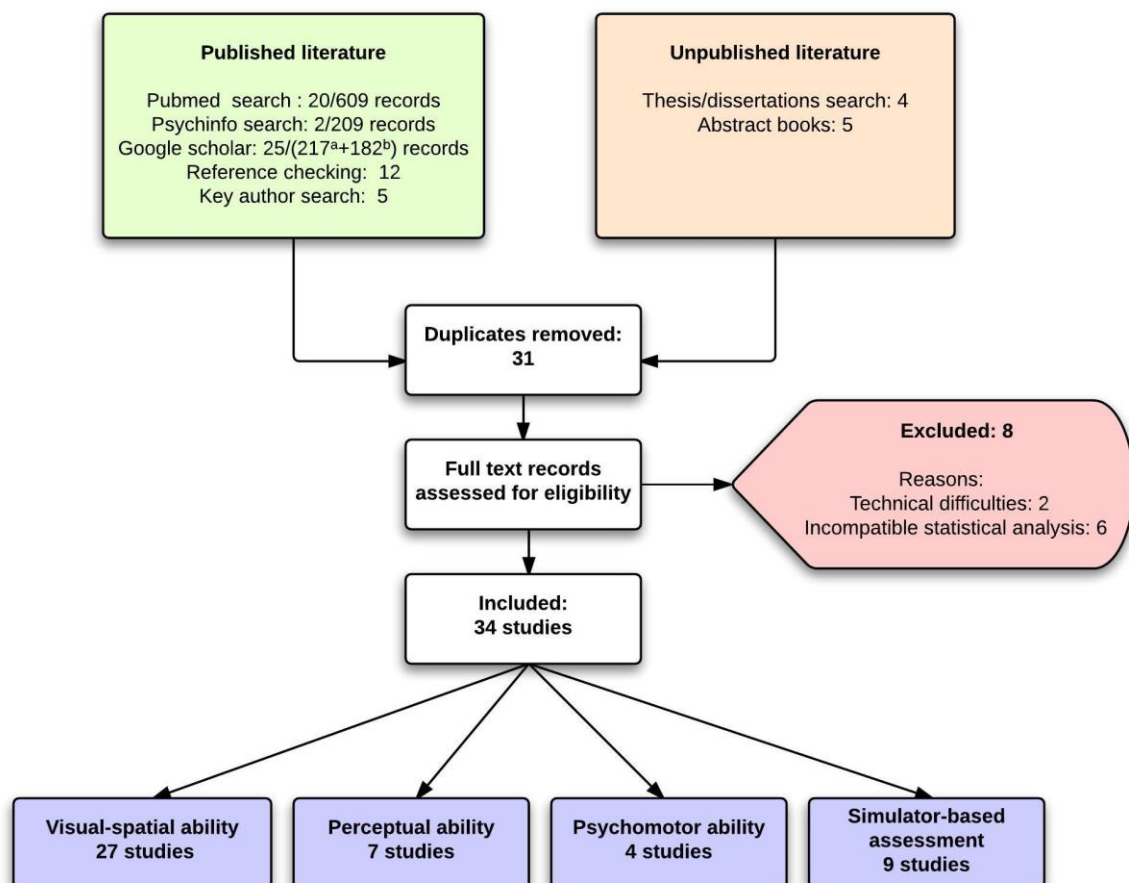 Published literature
Pubmed search : 20/609 records
Psychinfo search: 2/209 records
Google scholar: 25/(217ᵃ+182ᵇ) records
Reference checking: 12
Key author search: 5
Unpublished literature
Thesis/dissertations search: 4
Abstract books: 5
Duplicates removed:
31
Full text records
assessed for eligibility
Excluded: 8
Reasons:
Technical difficulties: 2
Incompatible statistical analysis: 6
Included:
34 studies
Visual-spatial ability
27 studies
Perceptual ability
7 studies
Psychomotor ability
4 studies
Simulator-based
assessment
9 studies